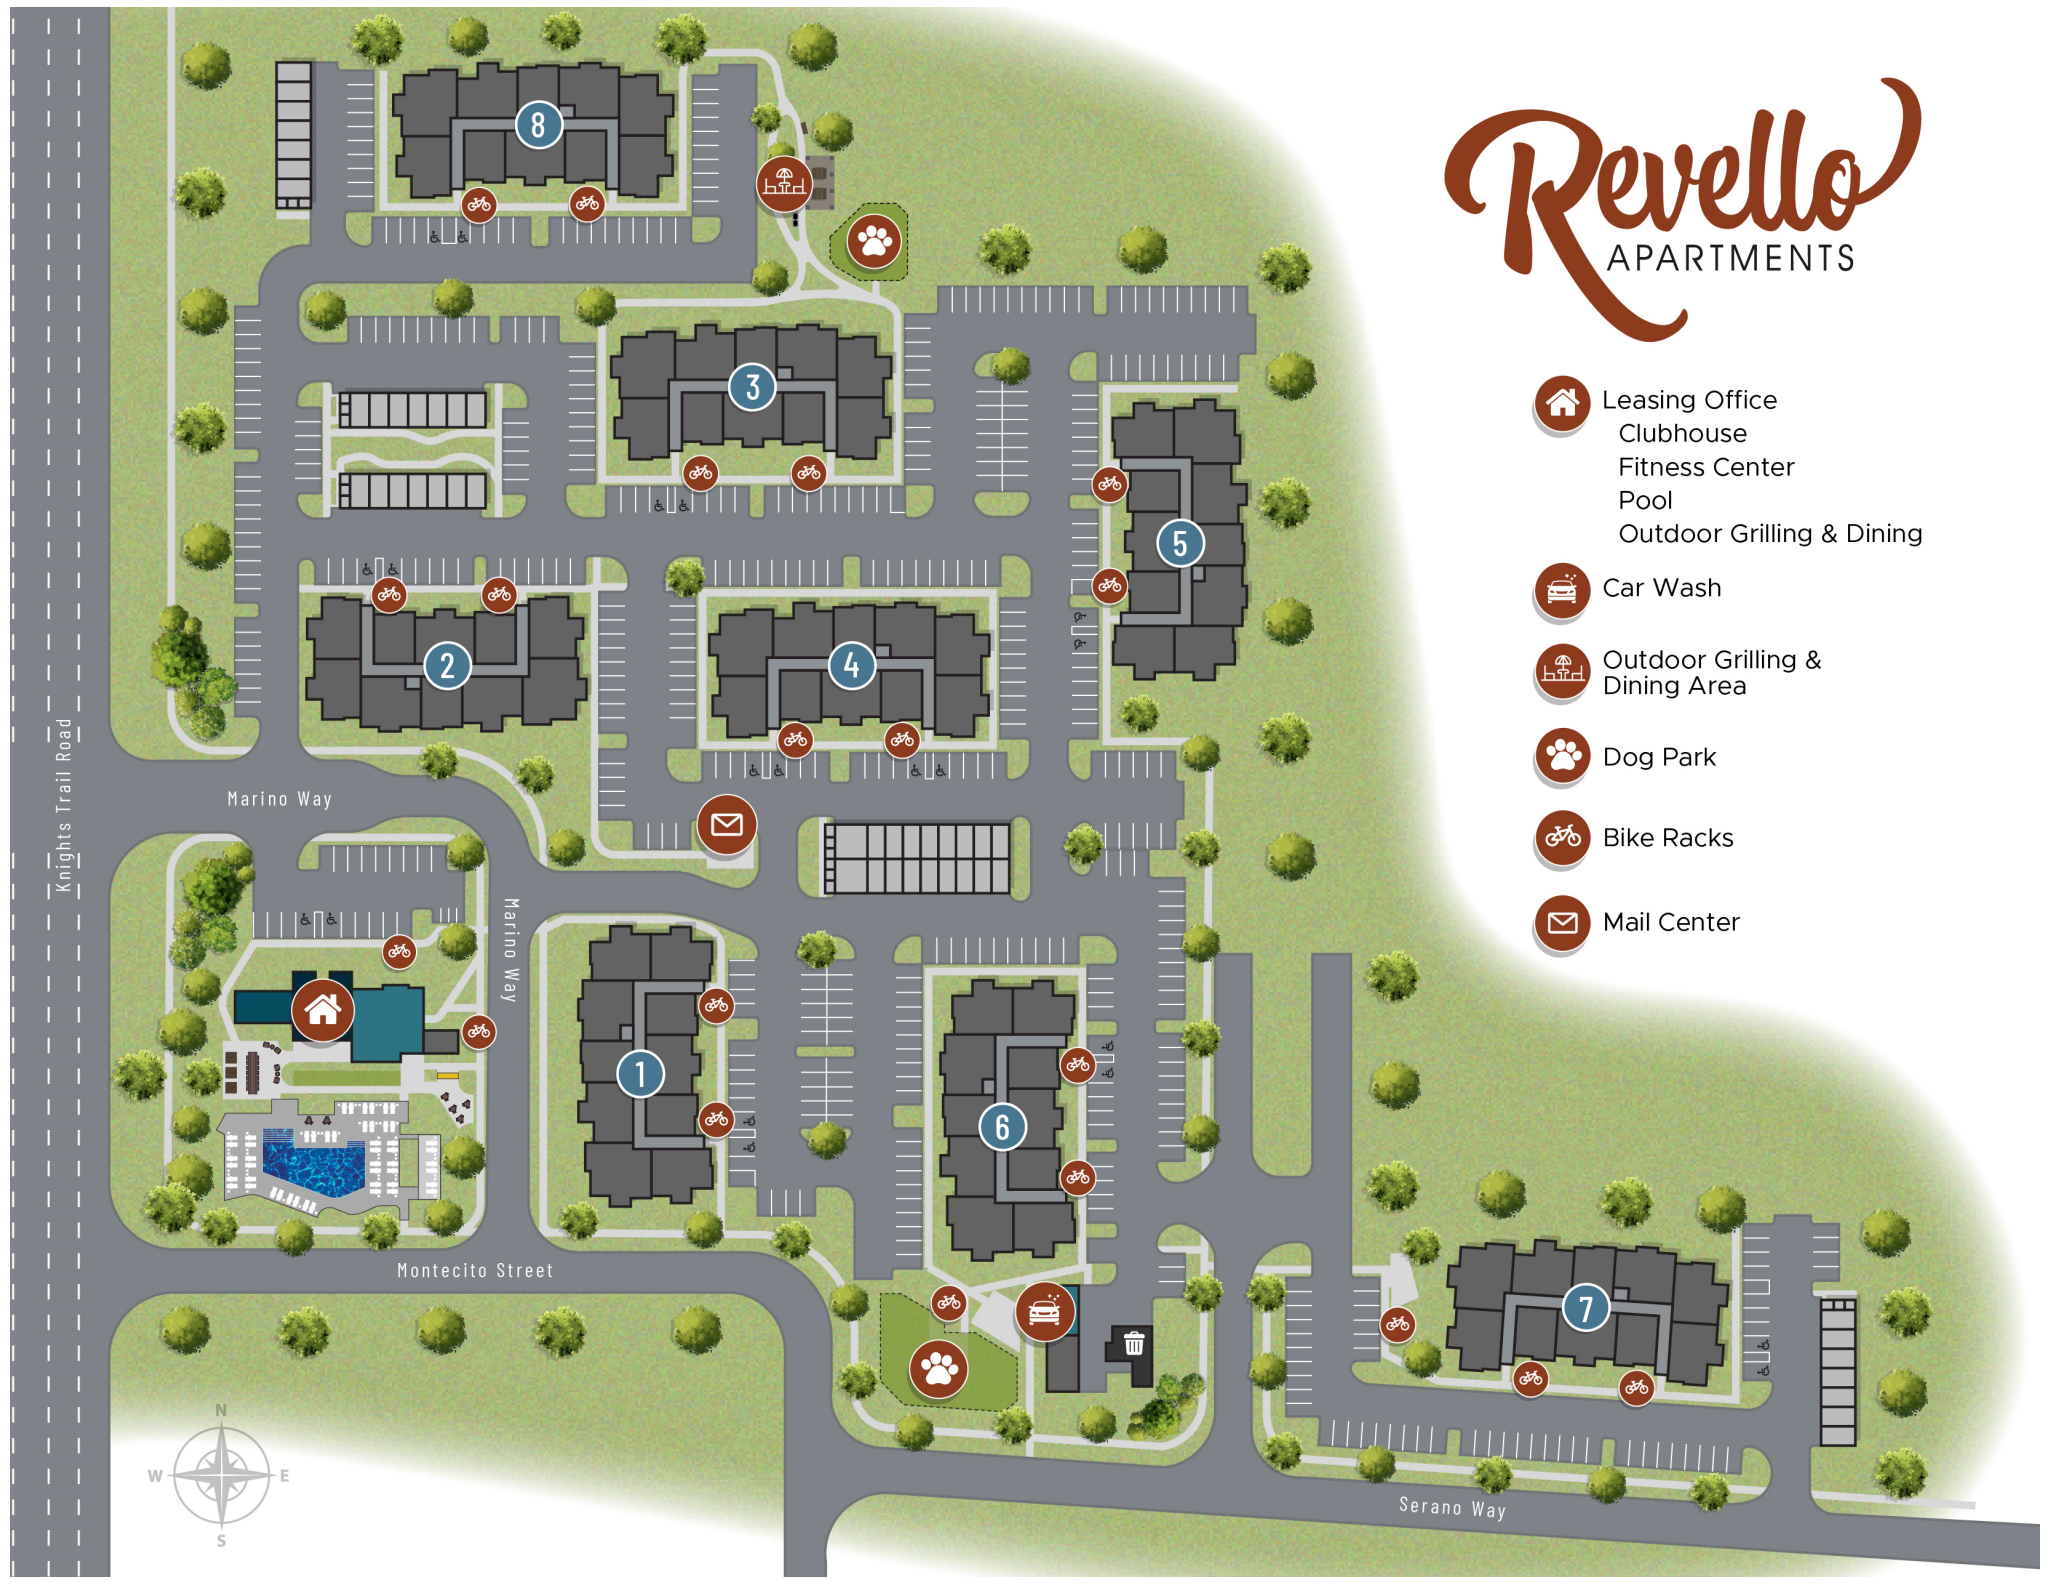 Revello
APARTMENTS
Leasing Office
Clubhouse
Fitness Center
Pool
Outdoor Grilling & Dining
Car Wash
Outdoor Grilling &
Dining Area
Dog Park
Bike Racks
Mail Center
8
3
5
2
4
1
6
7
Knights Trail Road
Marino Way
Marino Way
Montecito Street
Serano Way
N
W
E
S